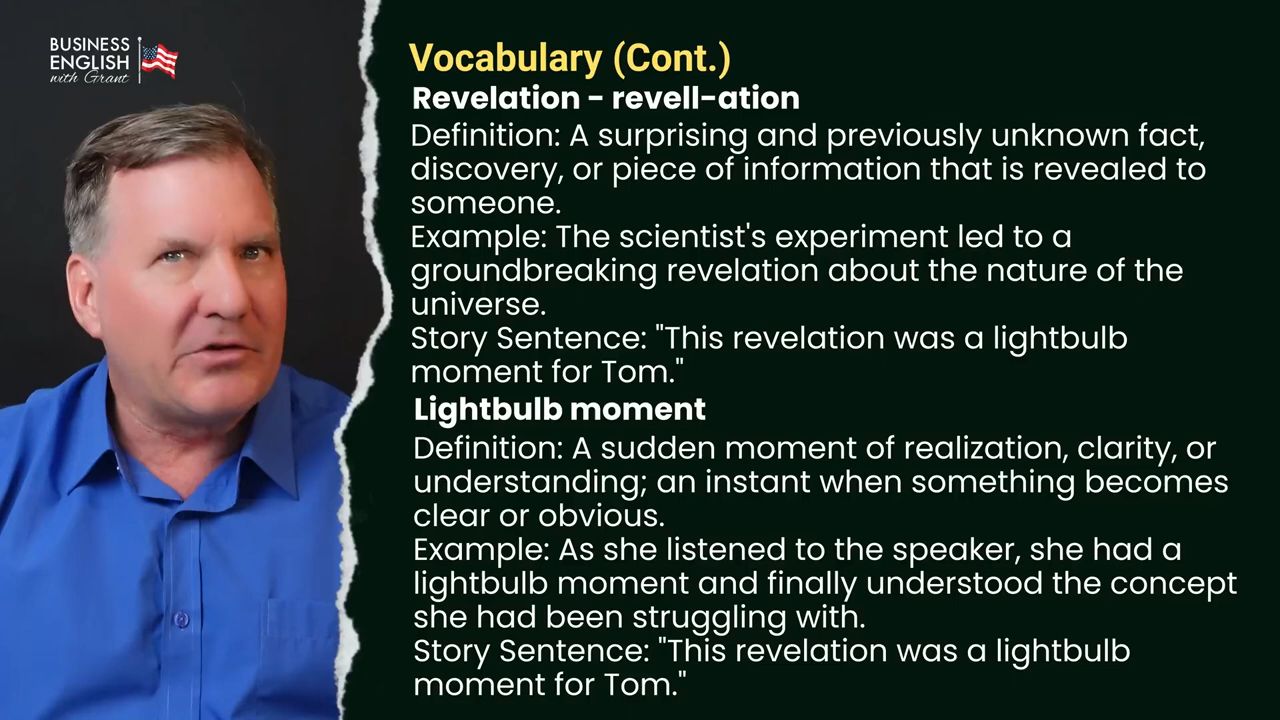 BUSINESS
ENGLISH
with Grant
Vocabulary (Cont.)
Revelation - revell-ation
Definition: A surprising and previously unknown fact,
discovery, or piece of information that is revealed to
someone.
Example: The scientist's experiment led to a
groundbreaking revelation about the nature of the
universe.
Story Sentence: "This revelation was a lightbulb
moment for Tom."
Lightbulb moment
Definition: A sudden moment of realization, clarity, or
understanding; an instant when something becomes
clear or obvious.
Example: As she listened to the speaker, she had a
lightbulb moment and finally understood the concept
she had been struggling with.
Story Sentence: "This revelation was a lightbulb
moment for Tom."